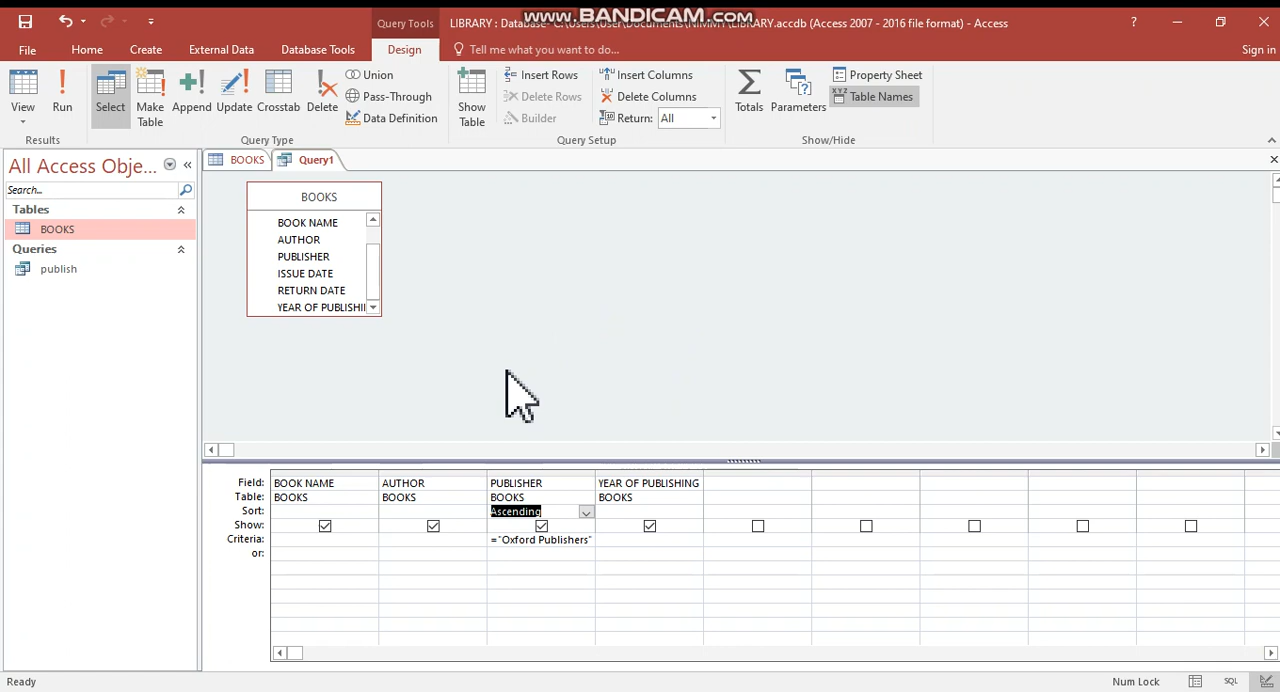 www.BANDICAM.com
Query Tools
LIBRARY : Database- C:\Users\User\Documents\NIMMY\LIBRARY.accdb (Access 2007 - 2016 file format) - Access
?
File
Home
Create
External Data
Database Tools
Design
Tell me what you want to do...
Sign in
View
Run
Results
Select
Make Table
Append
Update
Crosstab
Delete
Union
Pass-Through
Data Definition
Query Type
Show Table
Insert Rows
Delete Rows
Builder
Insert Columns
Delete Columns
Return: All
Query Setup
Totals
Parameters
Property Sheet
XYZ Table Names
Show/Hide
All Access Obje...
Search...
Tables
BOOKS
Queries
publish
BOOKS
Query1
BOOKS
BOOK NAME
AUTHOR
PUBLISHER
ISSUE DATE
RETURN DATE
YEAR OF PUBLISHI
Field: BOOK NAME AUTHOR PUBLISHER YEAR OF PUBLISHING
Table: BOOKS BOOKS BOOKS BOOKS
Sort: Ascending
Show:
Criteria: ="Oxford Publishers"
or:
Ready
Num Lock
SQL